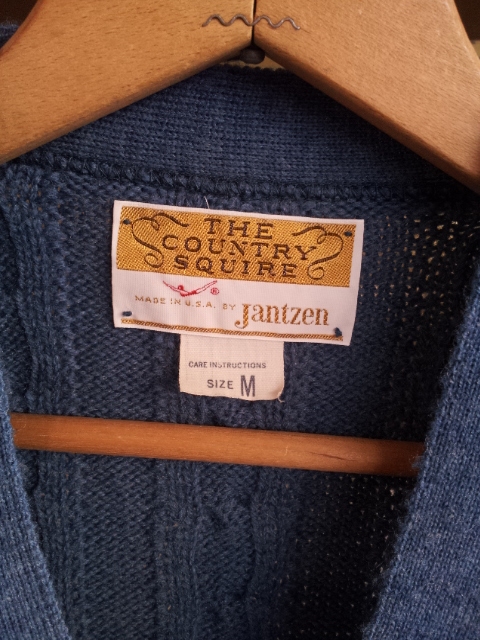 THE
COUNTRY
SQUIRE
®
MADE IN U.S.A. BY Jantzen
CARE INSTRUCTIONS
SIZE M